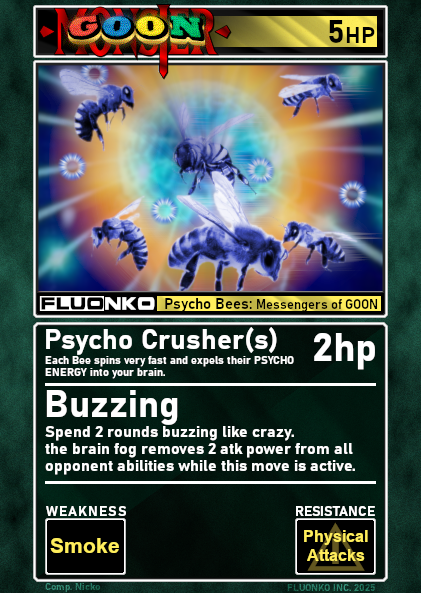 MONSTER
GOON
5HP
FLUONKO
Psycho Bees: Messengers of GOON
Psycho Crusher(s)
2hp
Each Bee spins very fast and expels their PSYCHO
ENERGY into your brain.
Buzzing
Spend 2 rounds buzzing like crazy.
the brain fog removes 2 atk power from all
opponent abilities while this move is active.
WEAKNESS
RESISTANCE
Smoke
Physical
Attacks
Comp. Nicko
FLUONKO INC. 2025